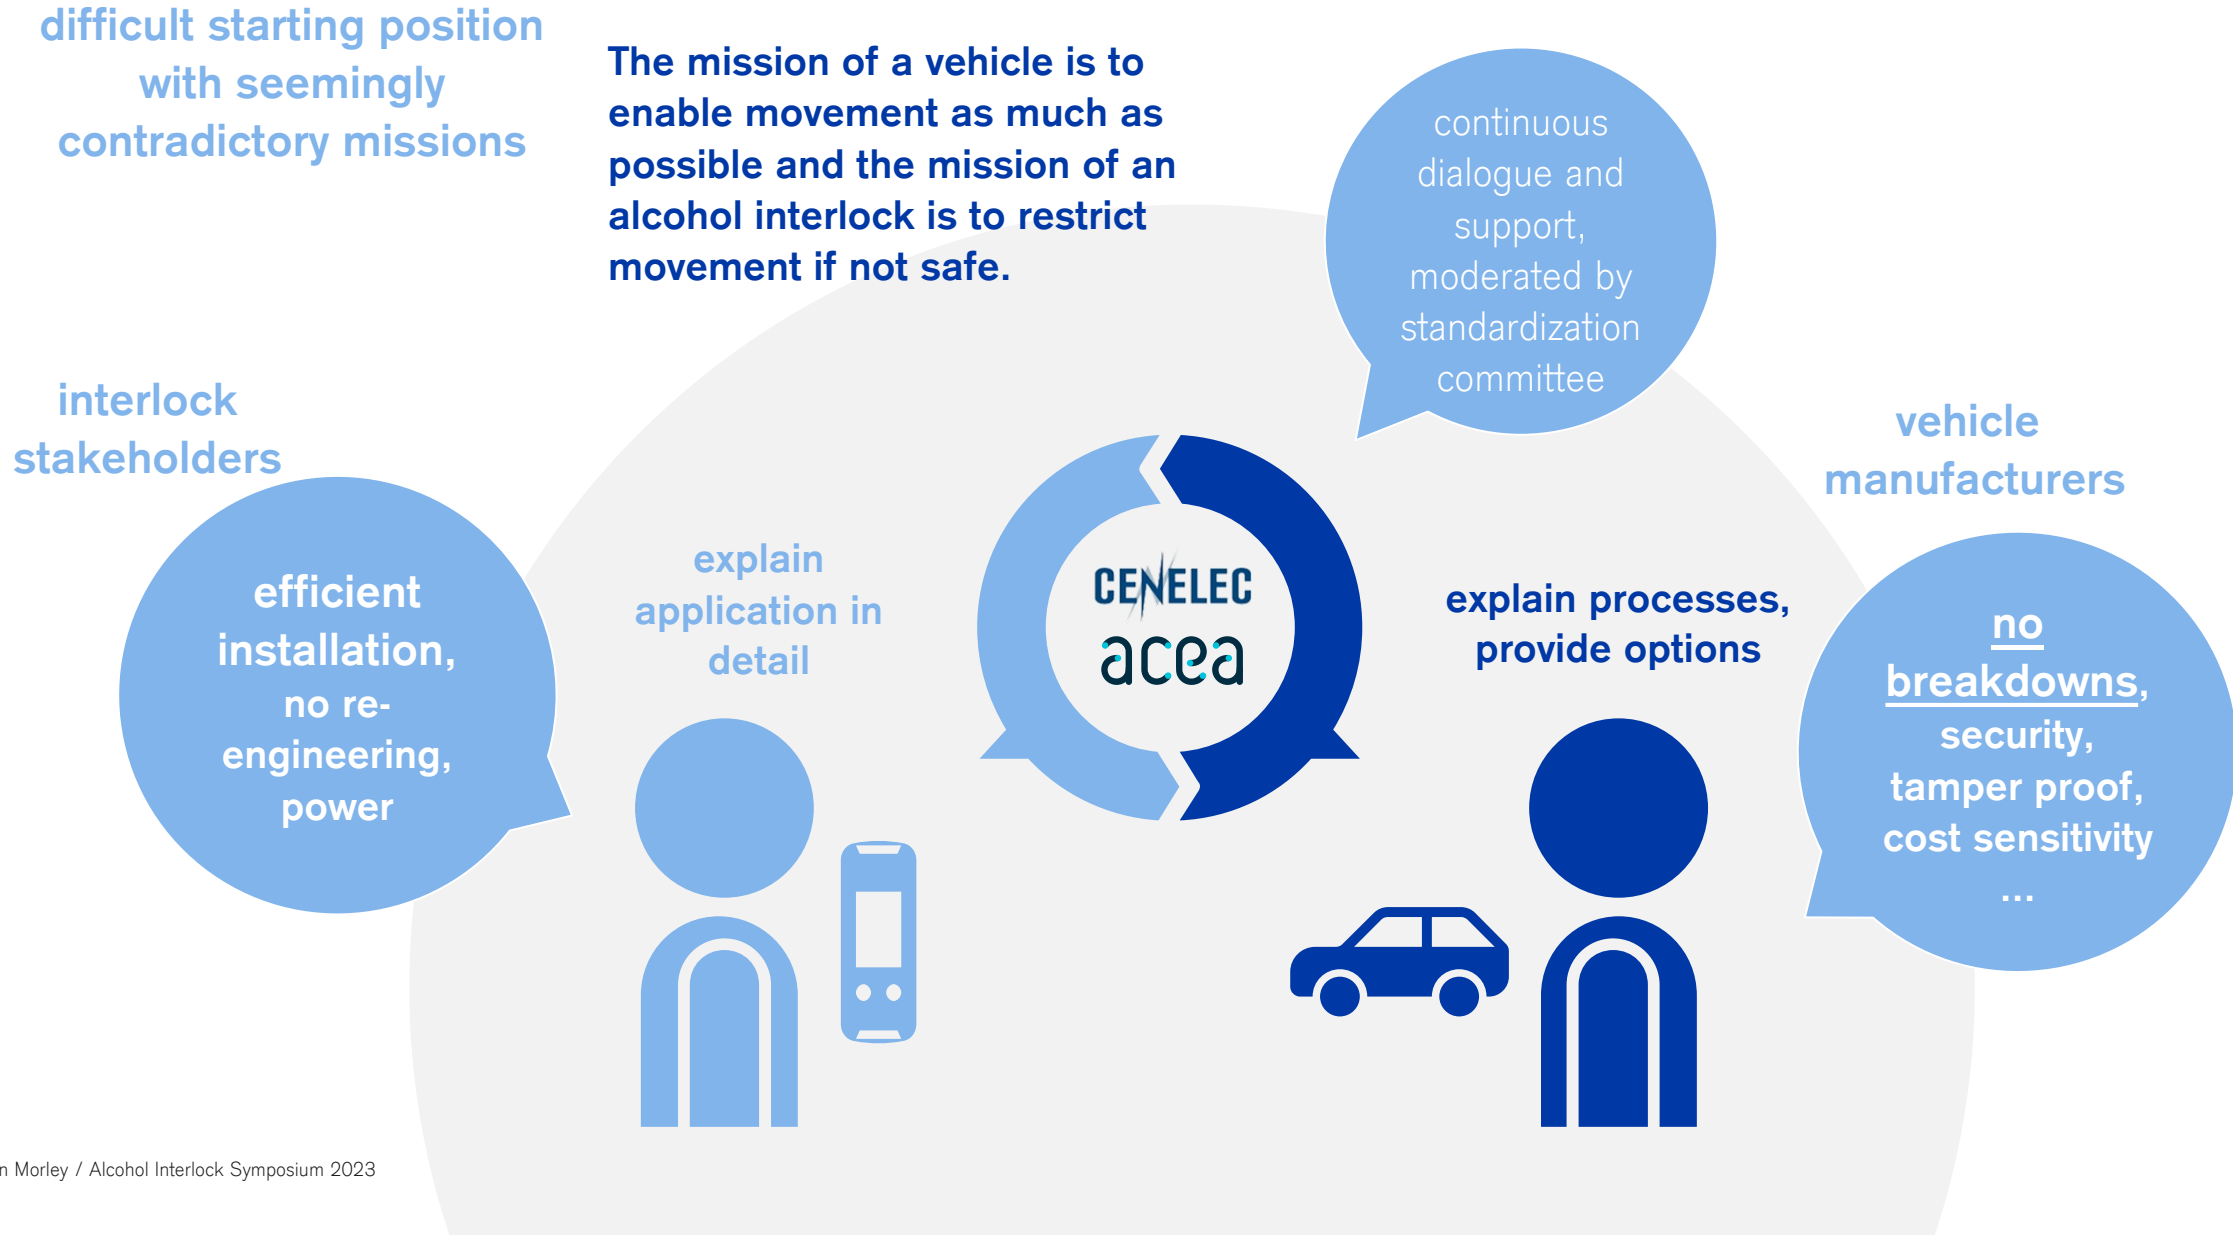 difficult starting position
with seemingly
contradictory missions
The mission of a vehicle is to
enable movement as much as
possible and the mission of an
alcohol interlock is to restrict
movement if not safe.
continuous
dialogue and
support,
moderated by
standardization
committee
interlock
stakeholders
vehicle
manufacturers
efficient
installation,
no re-
engineering,
power
explain
application in
detail
CENELEC
acea
explain processes,
provide options
no
breakdowns,
security,
tamper proof,
cost sensitivity
...
n Morley / Alcohol Interlock Symposium 2023